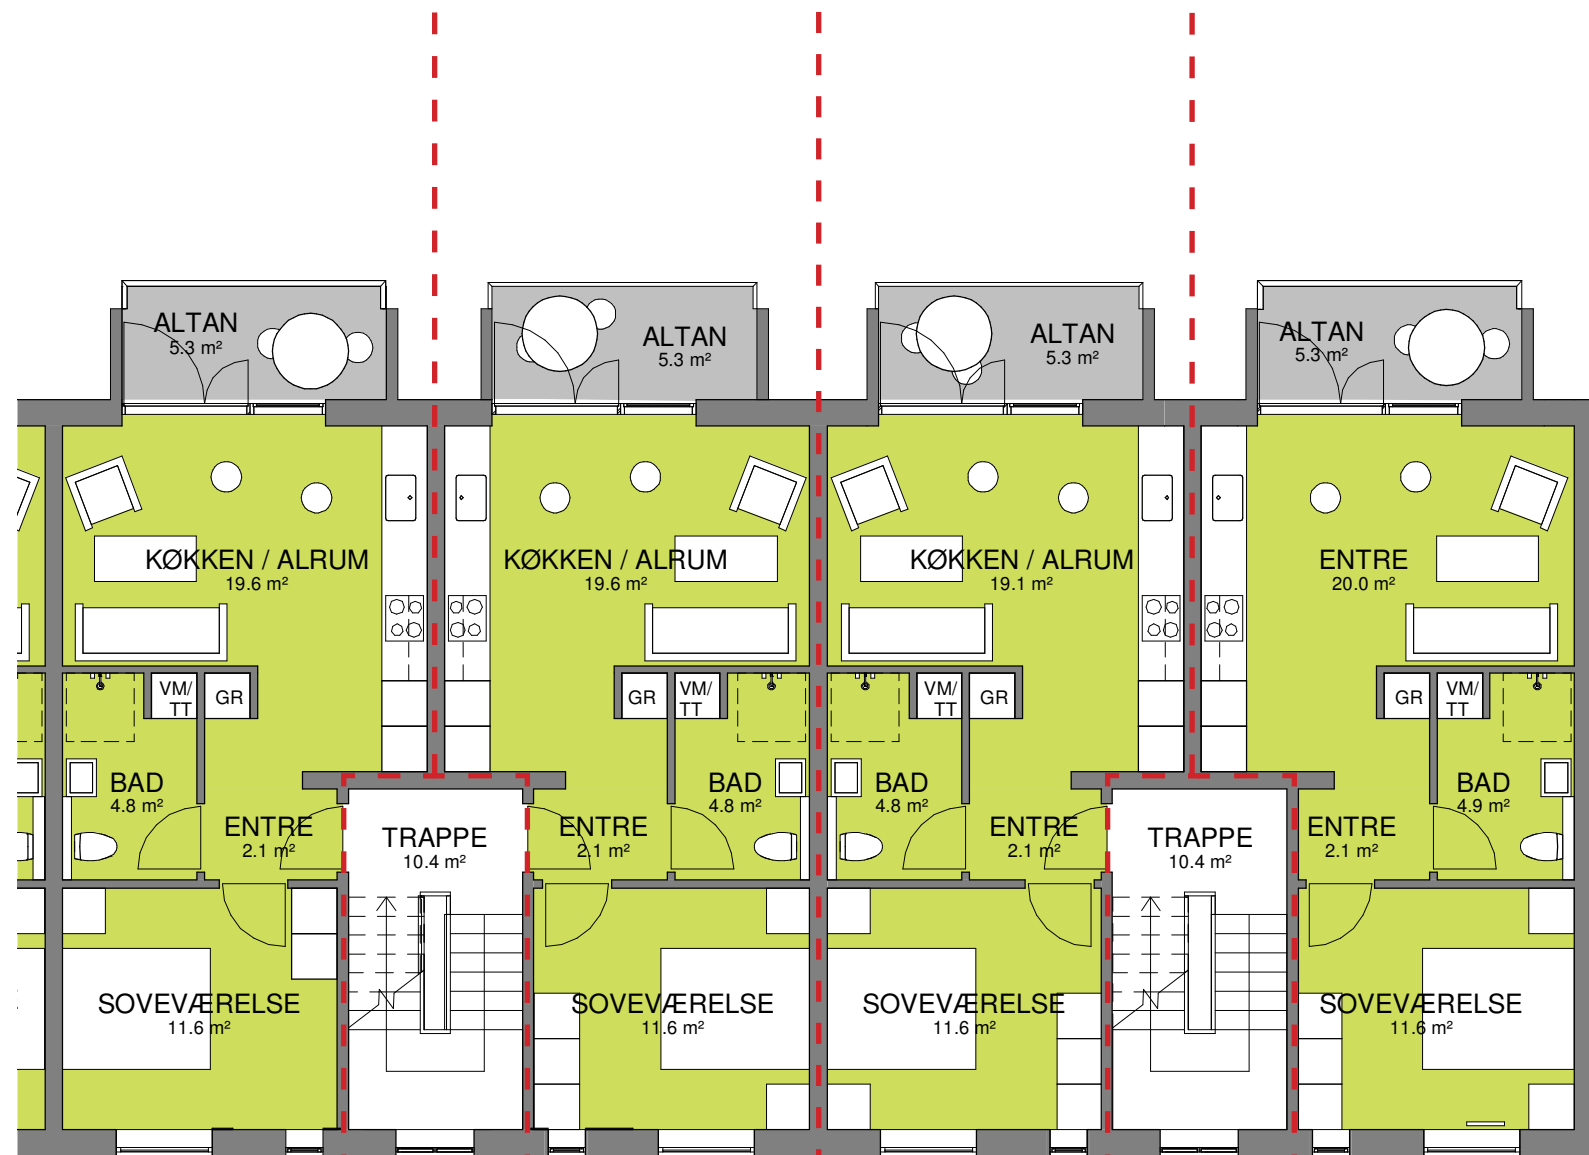 ALTAN
5.3 m²
ALTAN
5.3 m²
ALTAN
5.3 m²
ALTAN
5.3 m²
KØKKEN / ALRUM
19.6 m²
KØKKEN / ALRUM
19.6 m²
KØKKEN / ALRUM
19.1 m²
ENTRE
20.0 m²
VM/
TT
GR
GR
VM/
TT
VM/
TT
GR
GR
VM/
TT
BAD
4.8 m²
BAD
4.8 m²
BAD
4.8 m²
BAD
4.9 m²
ENTRE
2.1 m²
TRAPPE
10.4 m²
ENTRE
2.1 m²
ENTRE
2.1 m²
TRAPPE
10.4 m²
ENTRE
2.1 m²
SOVEVÆRELSE
11.6 m²
SOVEVÆRELSE
11.6 m²
SOVEVÆRELSE
11.6 m²
SOVEVÆRELSE
11.6 m²